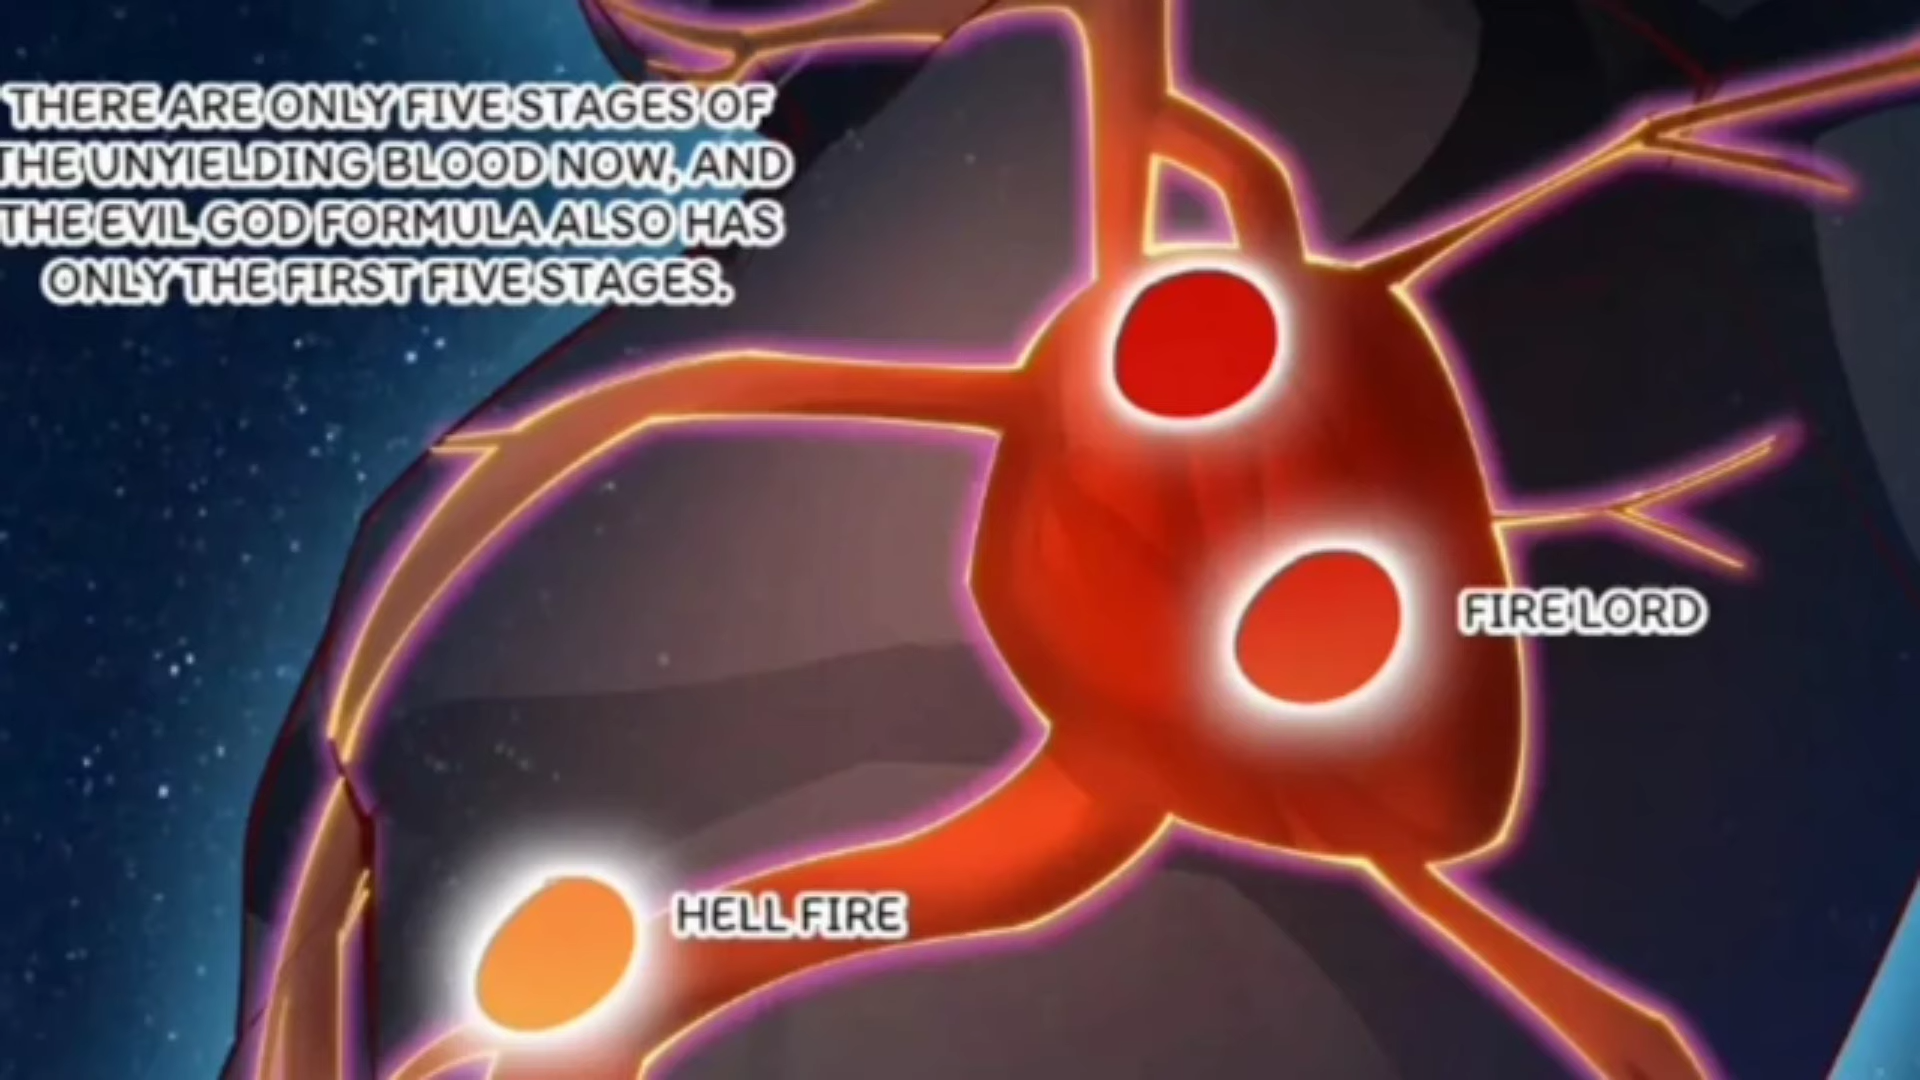 THERE ARE ONLY FIVE STAGES OF
THE UNYIELDING BLOOD NOW, AND
THE EVIL GOD FORMULA ALSO HAS
ONLY THE FIRST FIVE STAGES.
FIRE LORD
HELL FIRE